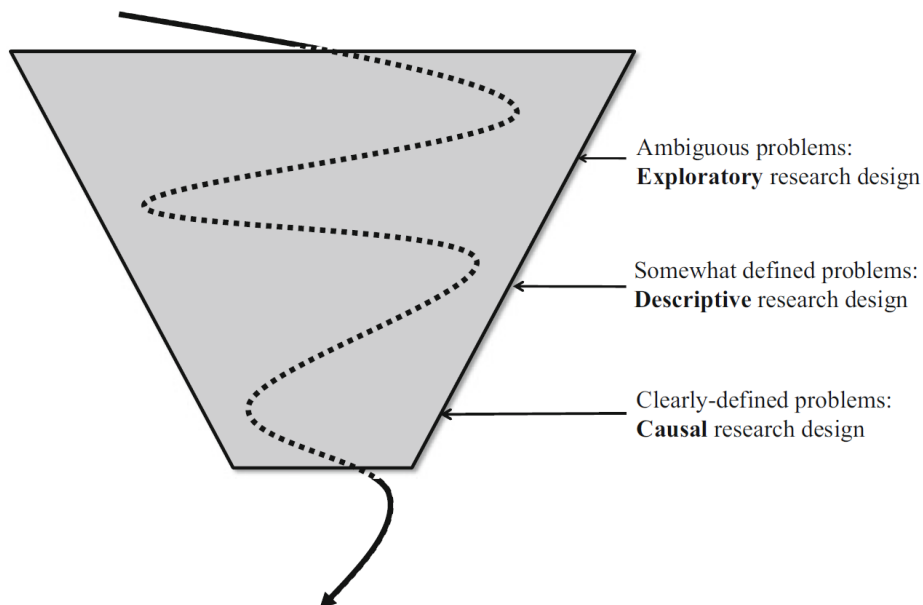 Ambiguous problems:
Exploratory research design
Somewhat defined problems:
Descriptive research design
Clearly-defined problems:
Causal research design